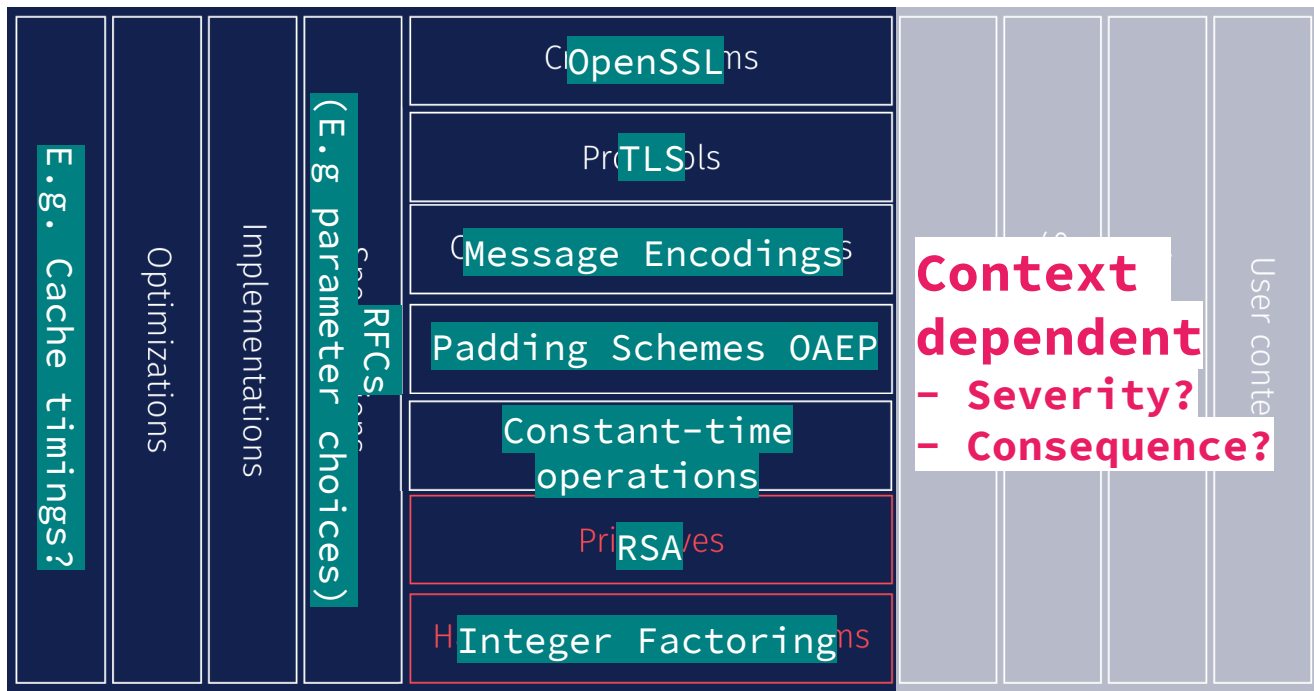 E.g. Cache timings?
Optimizations
Implementations
(E.g parameter choices)
RFCs
OpenSSL
TLS
Message Encodings
Padding Schemes OAEP
Constant-time
operations
RSA
Integer Factoring
Context
dependent
- Severity?
- Consequence?
User